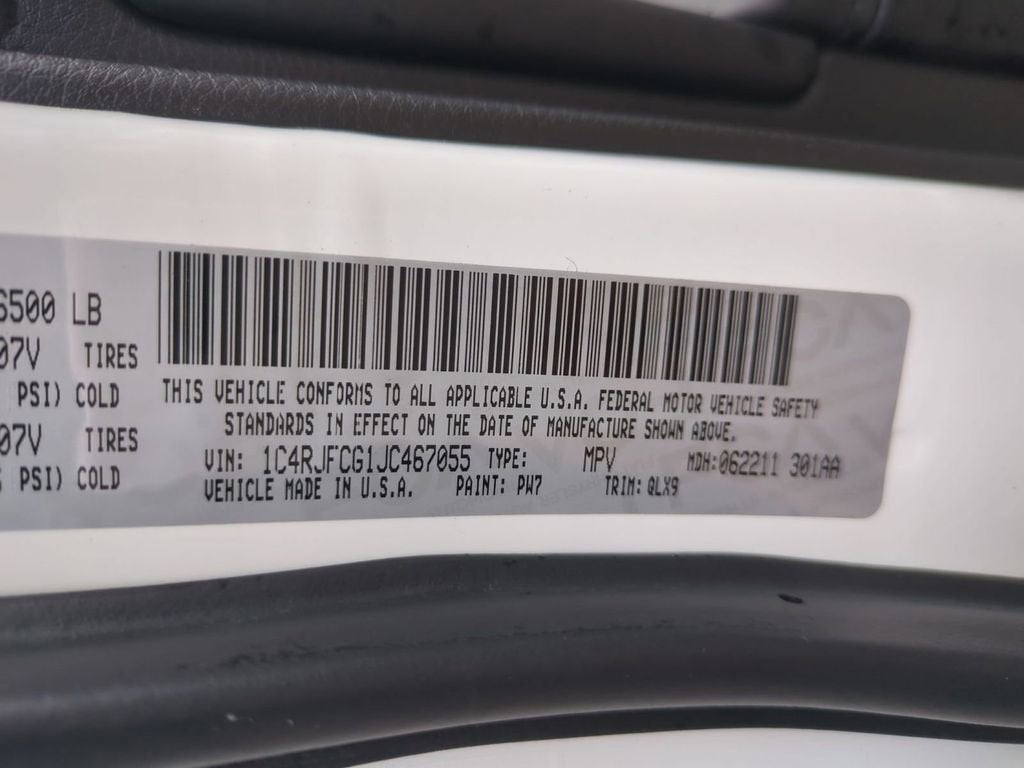 6500 LB
07V TIRES
PSI) COLD
07V TIRES
PSI) COLD
THIS VEHICLE CONFORMS TO ALL APPLICABLE U.S.A. FEDERAL MOTOR VEHICLE SAFETY
STANDARDS IN EFFECT ON THE DATE OF MANUFACTURE SHOWN ABOVE.
VIN: 1C4RJFCG1JC467055 TYPE: MPV MDH:062211 301AA
VEHICLE MADE IN U.S.A. PAINT: PW7 TRIM: QLX9